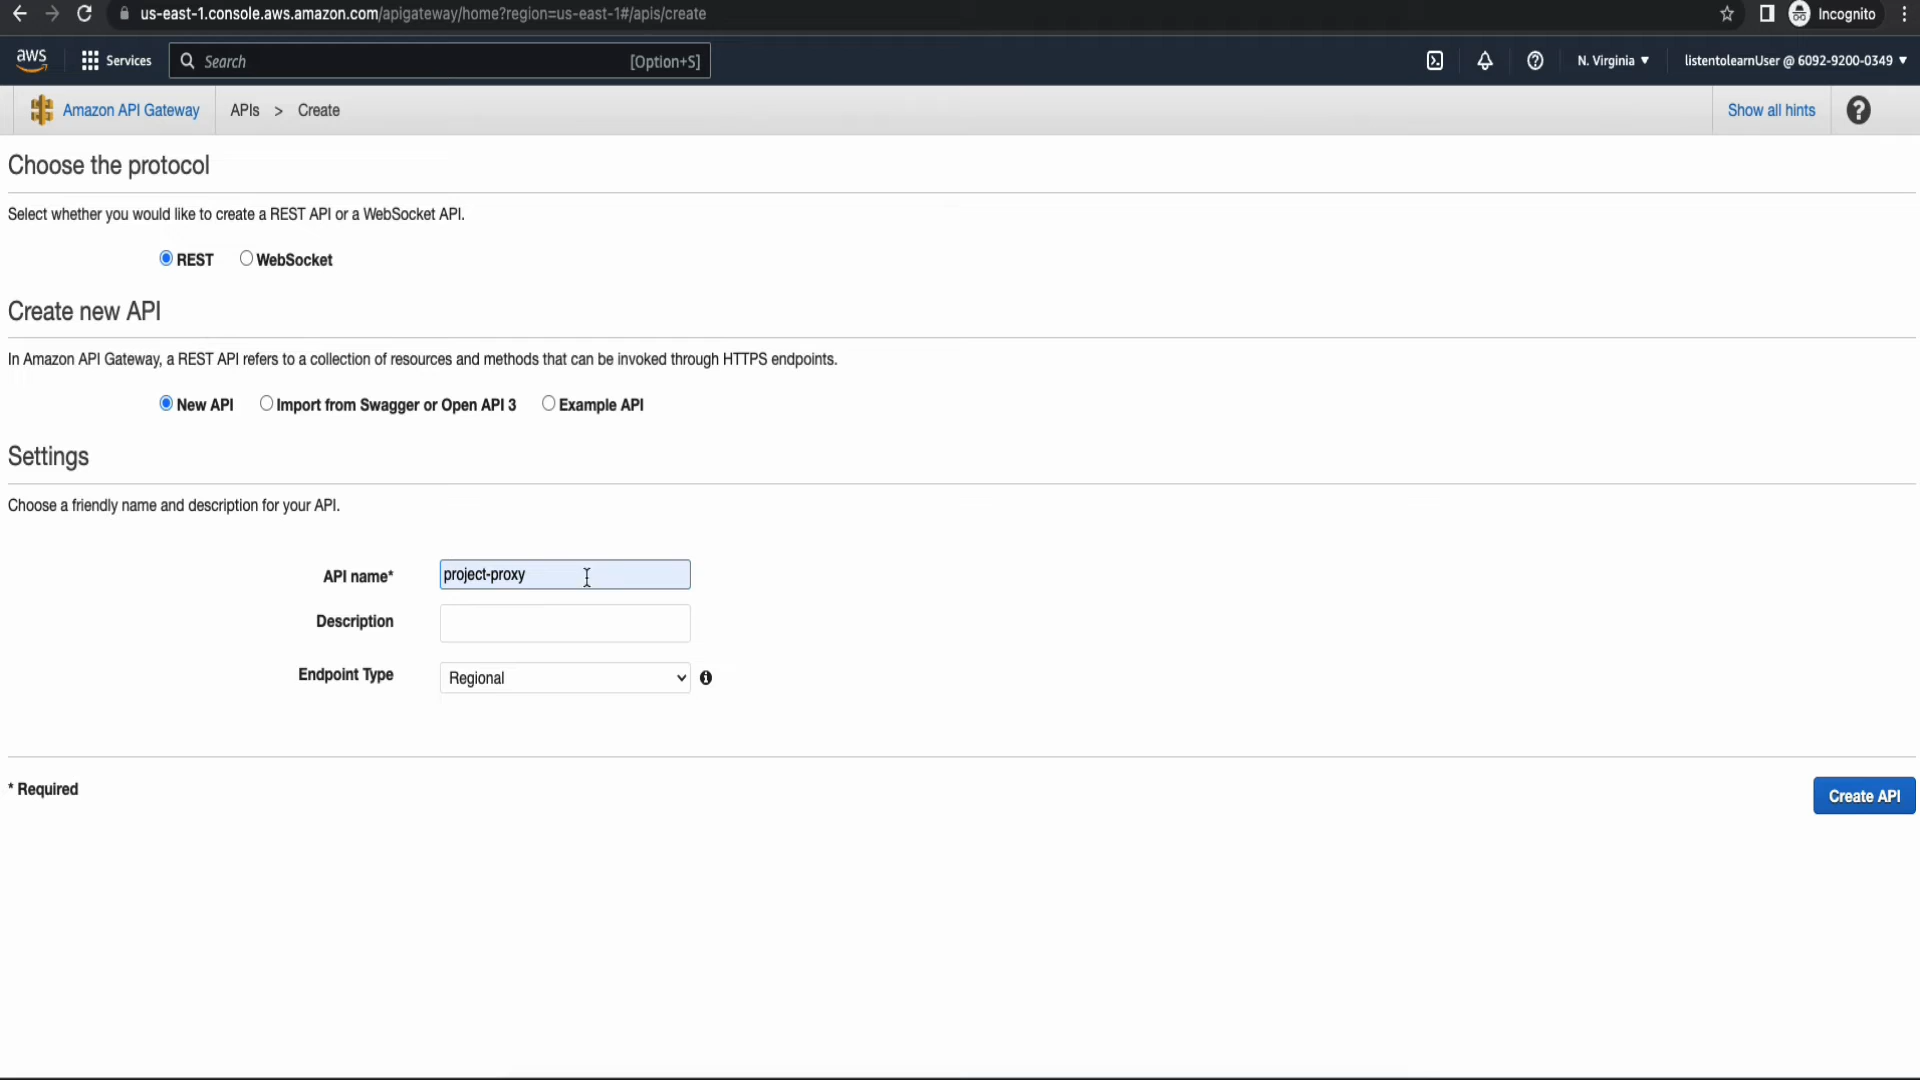 us-east-1.console.aws.amazon.com/apigateway/home?region=us-east-1#/apis/create
Incognito
aws
Services
Search
[Option+S]
N. Virginia
listentolearnUser @ 6092-9200-0349
Amazon API Gateway
APIs > Create
Show all hints
Choose the protocol
Select whether you would like to create a REST API or a WebSocket API.
REST
WebSocket
Create new API
In Amazon API Gateway, a REST API refers to a collection of resources and methods that can be invoked through HTTPS endpoints.
New API
Import from Swagger or Open API 3
Example API
Settings
Choose a friendly name and description for your API.
API name*
project-proxy
Description
Endpoint Type
Regional
* Required
Create API